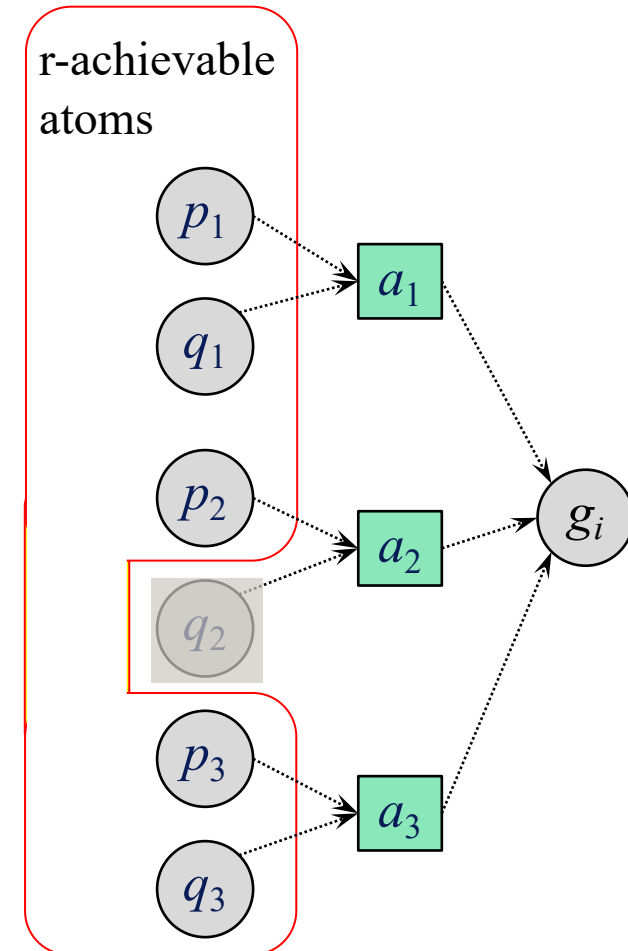 r-achievable
atoms
p₁
a₁
q₁
p₂
gᵢ
a₂
q₂
p₃
a₃
q₃